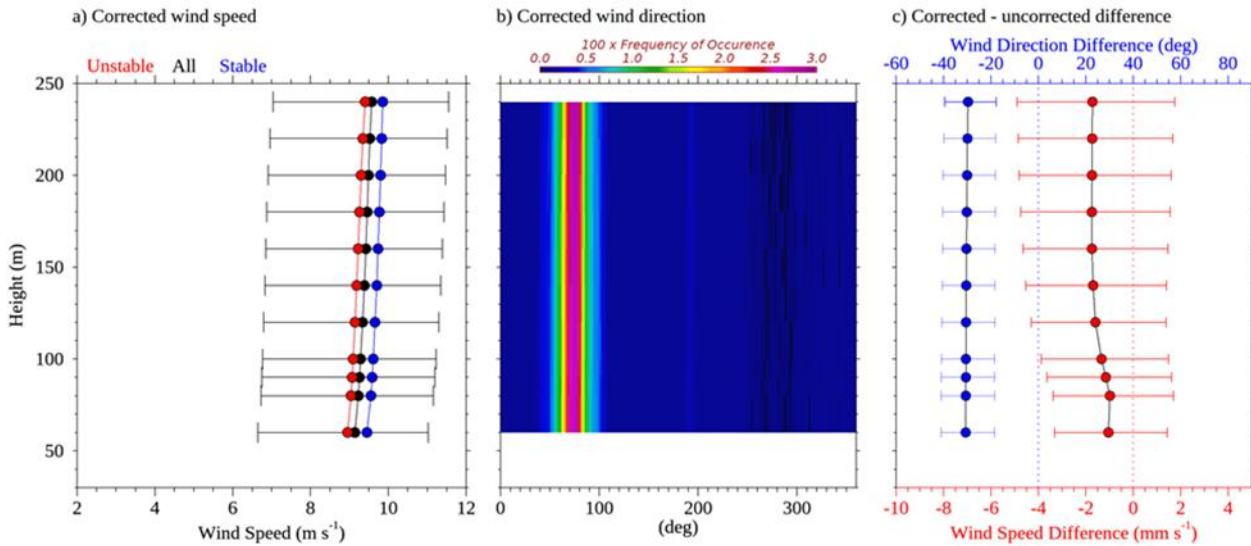 a) Corrected wind speed
b) Corrected wind direction
c) Corrected - uncorrected difference
Unstable All Stable
100 x Frequency of Occurence
0.0 0.5 1.0 1.5 2.0 2.5 3.0
Wind Direction Difference (deg)
-60 -40 -20 0 20 40 60 80
250
200
150
100
50
Height (m)
2 4 6 8 10 12
Wind Speed (m s⁻¹)
0 100 200 300
(deg)
-10 -8 -6 -4 -2 0 2 4
Wind Speed Difference (mm s⁻¹)